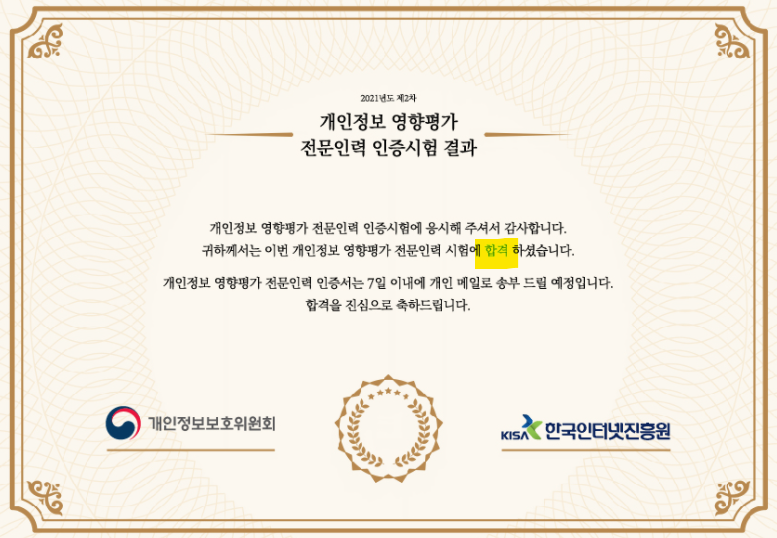 2021년도 제2차
개인정보 영향평가
전문인력 인증시험 결과
개인정보 영향평가 전문인력 인증시험에 응시해 주셔서 감사합니다.
귀하께서는 이번 개인정보 영향평가 전문인력 시험에 합격 하셨습니다.
개인정보 영향평가 전문인력 인증서는 7일 이내에 개인 메일로 송부 드릴 예정입니다.
합격을 진심으로 축하드립니다.
개인정보보호위원회
KISA 한국인터넷진흥원